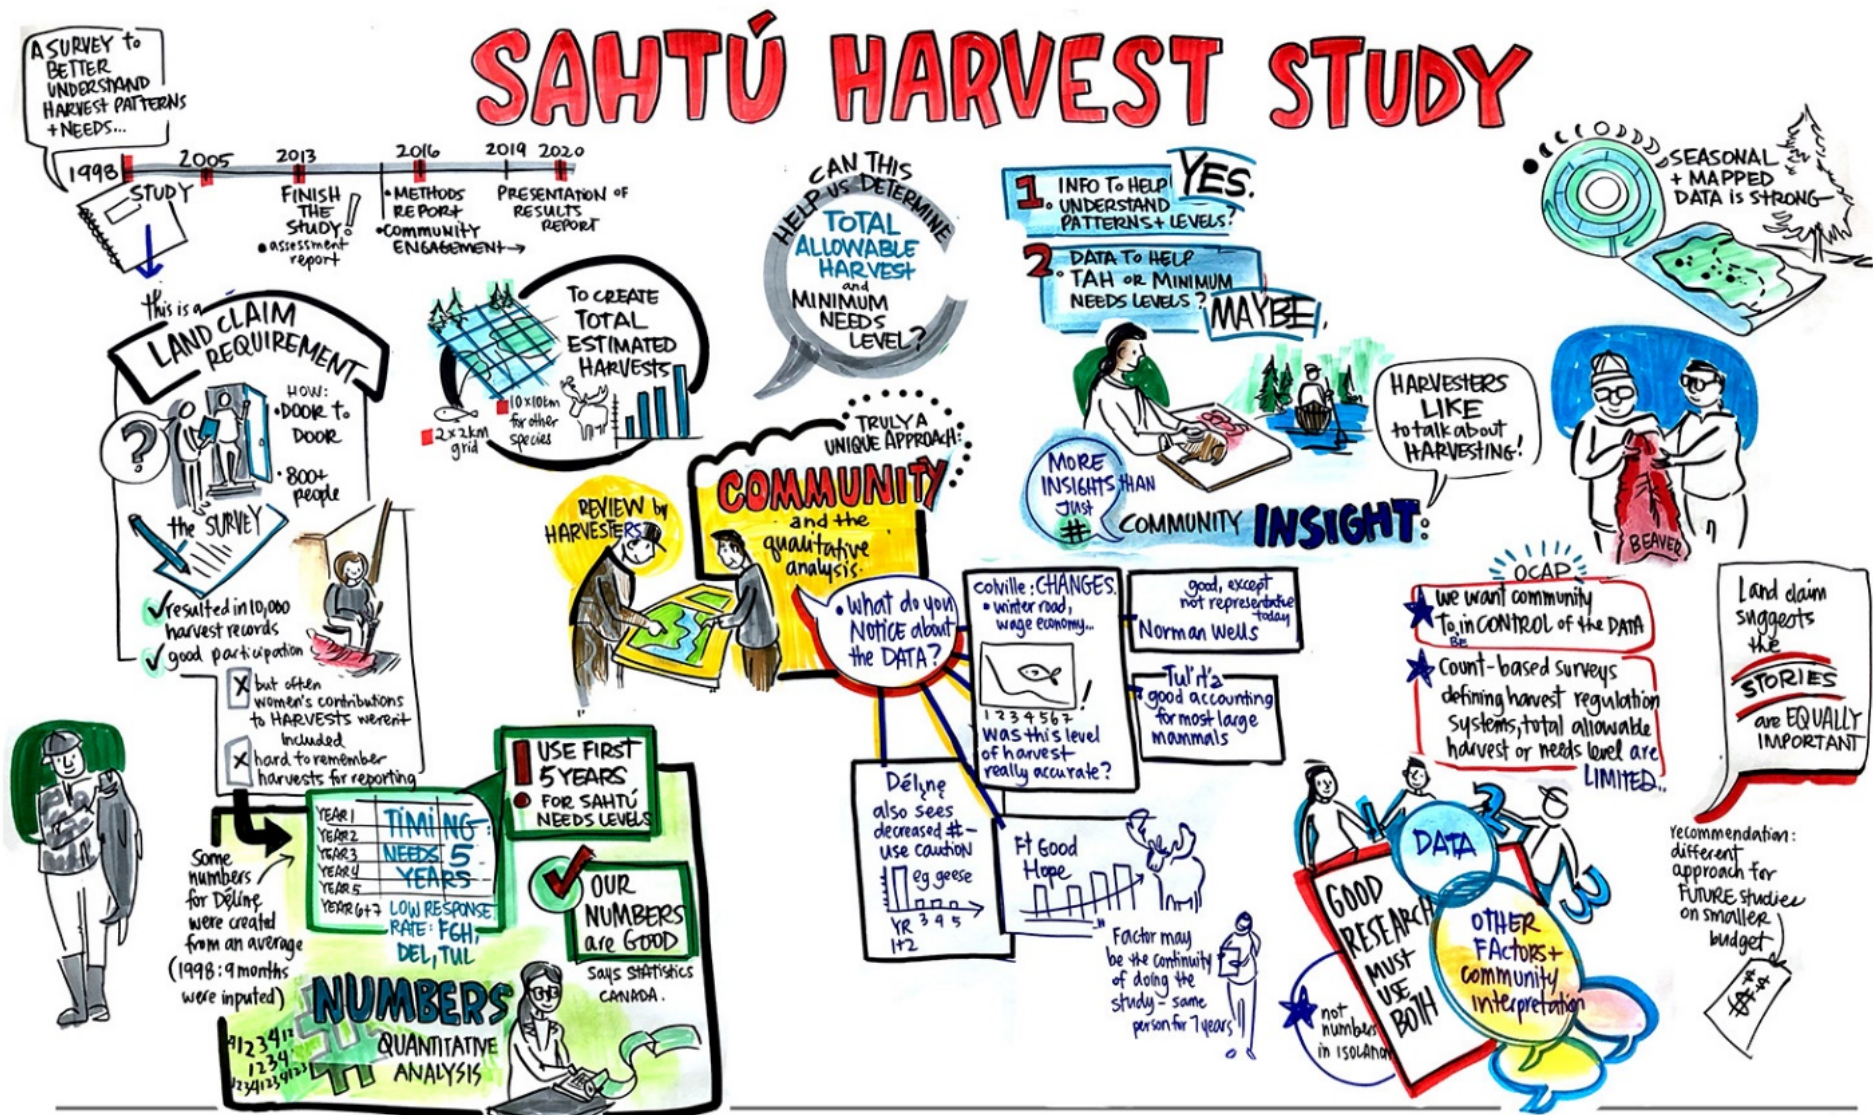 SAHTÚ HARVEST STUDY
A SURVEY to
BETTER
UNDERSTAND
HARVEST PATTERNS
+ NEEDS...
1998
2005
2013
2016
2019
2020
STUDY
FINISH
THE
STUDY!
• assessment
report
• METHODS
REPORT
• COMMUNITY
ENGAGEMENT →
PRESENTATION OF
RESULTS
REPORT
this is a
LAND CLAIM
REQUIREMENT
HOW:
• DOOR to
DOOR
• 800+
people
?
the SURVEY
resulted in 10,000
harvest records
good participation
X
but often
women's contributions
to HARVESTS weren't
included
X
hard to remember
harvests for reporting
TO CREATE
TOTAL
ESTIMATED
HARVESTS
2x2km
grid
10x10km
for other
species
CAN THIS
HELP US DETERMINE
TOTAL
ALLOWABLE
HARVEST
and
MINIMUM
NEEDS
LEVEL?
1. INFO TO HELP
UNDERSTAND
PATTERNS + LEVELS?
YES.
2. DATA TO HELP
TAH OR MINIMUM
NEEDS LEVELS?
MAYBE.
SEASONAL
+ MAPPED
DATA is STRONG
HARVESTERS
LIKE
to talk about
HARVESTING!
MORE
INSIGHTS THAN
JUST
#
COMMUNITY INSIGHT:
BEAVER
TRULY A
UNIQUE APPROACH:
COMMUNITY
and the
qualitative
analysis.
REVIEW by
HARVESTERS
• what do you
NOTICE about
the DATA?
Colville: CHANGES.
• winter road,
wage economy...
!
1 2 3 4 5 6 7
WAS this level
of harvest
really accurate?
good, except
not representative
today
Norman Wells
Tulı́t'a
good accounting
for most large
mammals
Délı̨nę
also sees
decreased #–
use caution
eg geese
YR 3 4 5
1+2
Ft Good
Hope
Factor may
be the continuity
of doing the
study – same
person for 7 years
OCAP
we want community
To in CONTROL of the DATA
BE
Count-based surveys
defining harvest regulation
systems, total allowable
harvest or needs level are
LIMITED..
Land claim
suggests
the
STORIES
are EQUALLY
IMPORTANT
recommendation:
different
approach for
FUTURE studies
on smaller
budget
$ $
$
1
2
3
DATA
OTHER
FACTORS +
community
interpretation
GOOD
RESEARCH
MUST
USE
BOTH
not
numbers
in ISOLATION
Some
numbers
for Délı̨nę
were created
from an average
(1998: 9 months
were inputed)
YEAR 1
YEAR 2
YEAR 3
YEAR 4
YEAR 5
YEAR 6+7
TIMING:
NEEDS 5
YEARS
LOW RESPONSE
RATE: FGH,
DEL, TUL
! USE FIRST
5 YEARS
• FOR SAHTÚ
NEEDS LEVELS
OUR
NUMBERS
are GOOD
says STATISTICS
CANADA.
NUMBERS
#
QUANTITATIVE
ANALYSIS